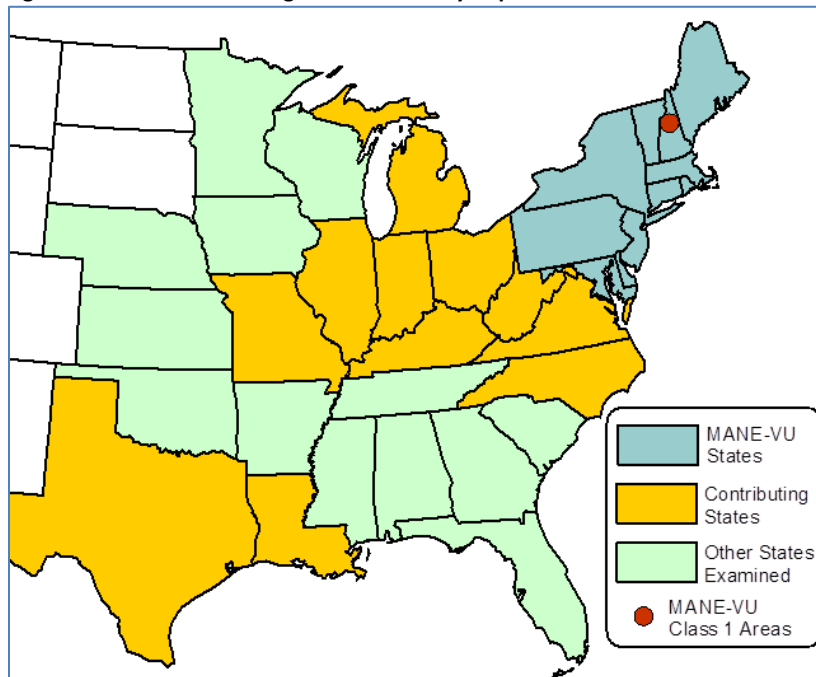 MANE-VU
States
Contributing
States
Other States
Examined
MANE-VU
Class 1 Areas